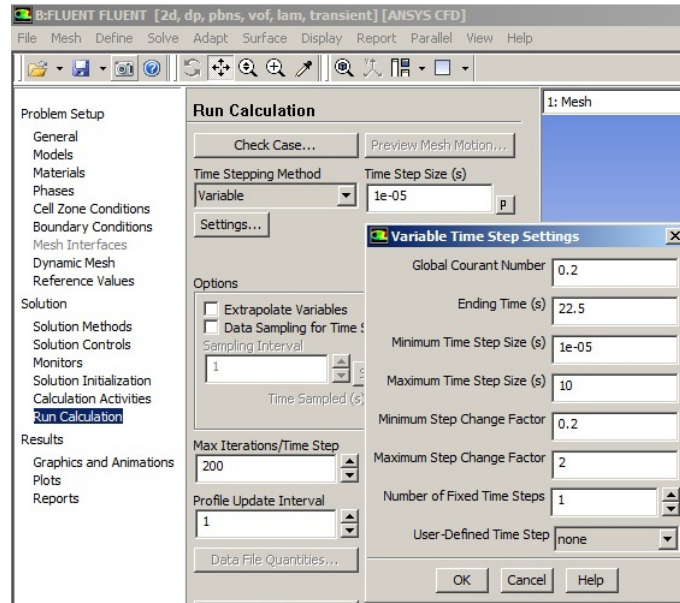 B:FLUENT FLUENT [2d, dp, pbns, vof, lam, transient] [ANSYS CFD]
File Mesh Define Solve Adapt Surface Display Report Parallel View Help
Problem Setup
General
Models
Materials
Phases
Cell Zone Conditions
Boundary Conditions
Mesh Interfaces
Dynamic Mesh
Reference Values
Solution
Solution Methods
Solution Controls
Monitors
Solution Initialization
Calculation Activities
Run Calculation
Results
Graphics and Animations
Plots
Reports
Run Calculation
Check Case... Preview Mesh Motion...
Time Stepping Method Time Step Size (s)
Variable 1e-05 P
Settings...
Options
Extrapolate Variables
Data Sampling for Time S
Sampling Interval
1 S
Time Sampled (s)
Max Iterations/Time Step
200
Profile Update Interval
1
Data File Quantities...
1: Mesh
Variable Time Step Settings X
Global Courant Number 0.2
Ending Time (s) 22.5
Minimum Time Step Size (s) 1e-05
Maximum Time Step Size (s) 10
Minimum Step Change Factor 0.2
Maximum Step Change Factor 2
Number of Fixed Time Steps 1
User-Defined Time Step none
OK Cancel Help